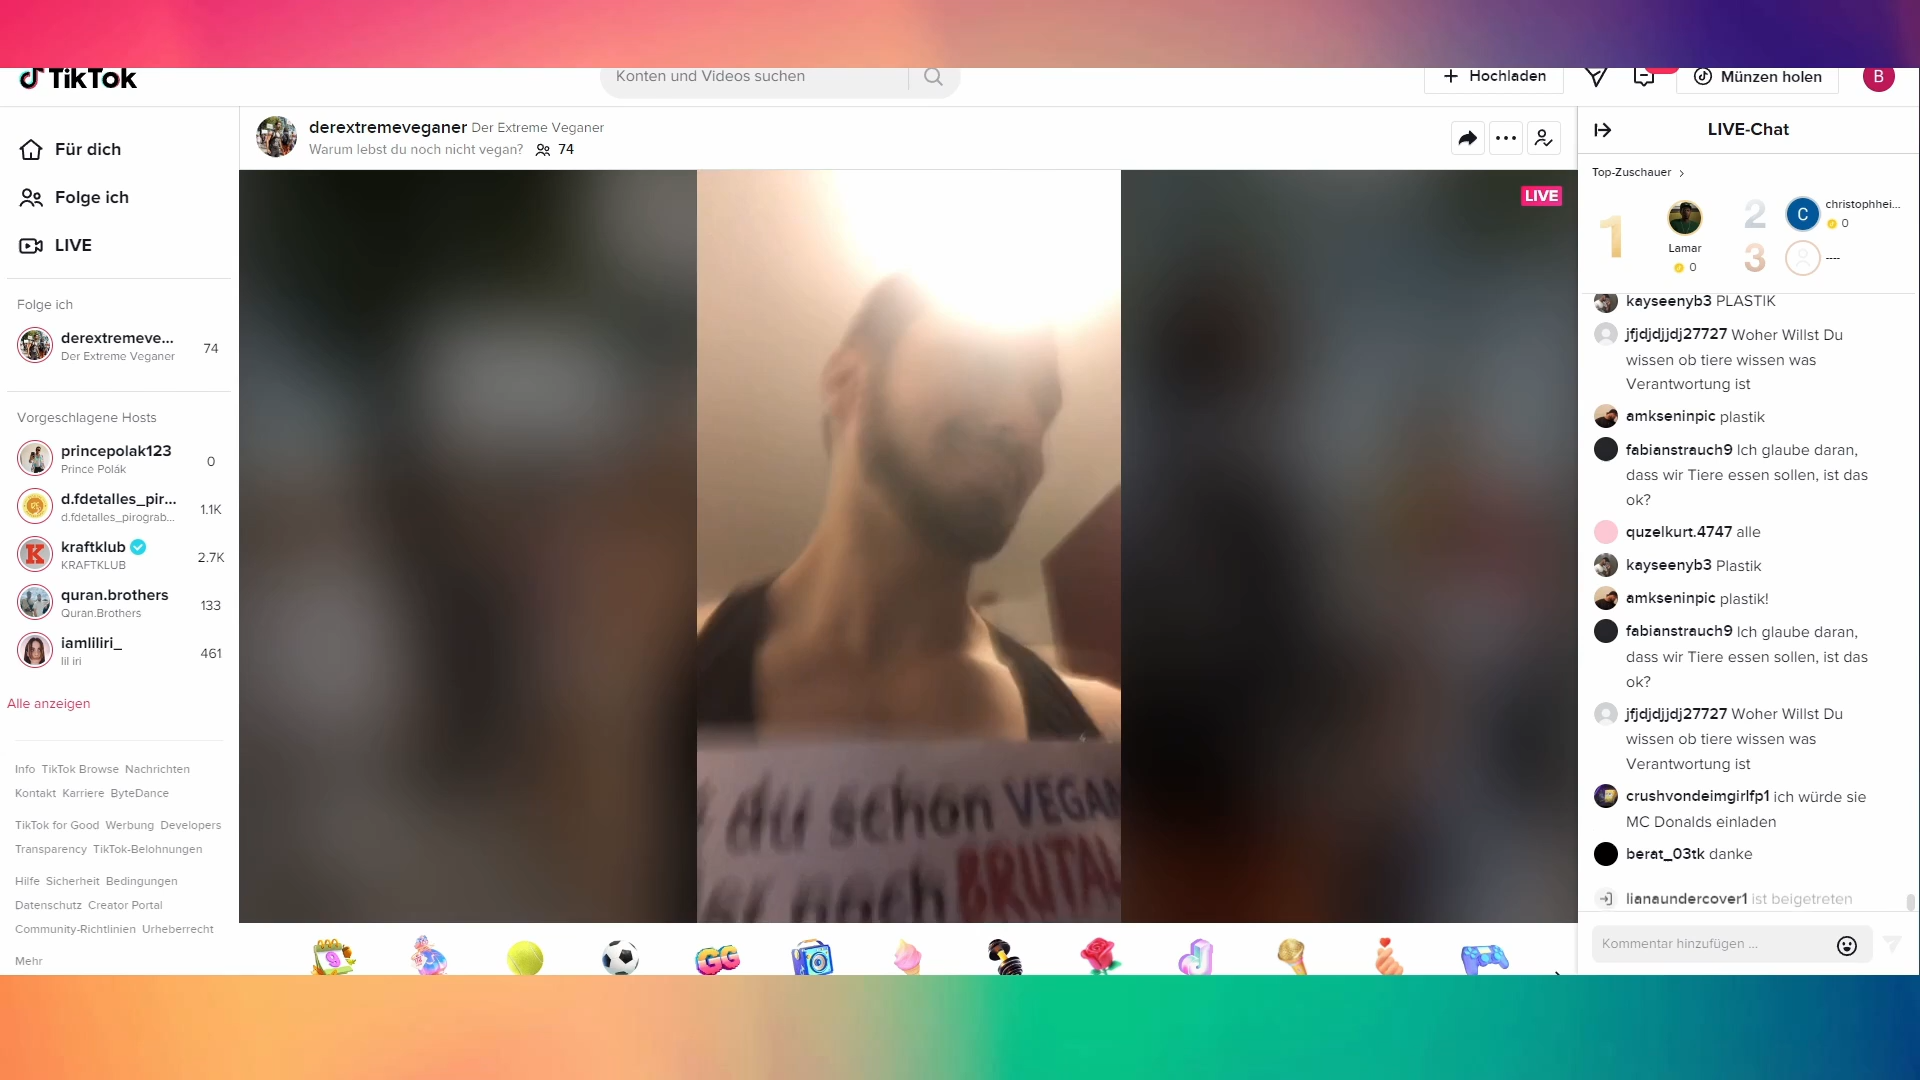 TikTok
Konten und Videos suchen
Hochladen
Münzen holen
B
Für dich
Folge ich
LIVE
Folge ich
derextremeve...
Der Extreme Veganer
74
Vorgeschlagene Hosts
princepolak123
Prince Polák
0
d.fdetalles_pir...
d.fdetalles_pirograb...
1.1K
kraftklub
KRAFTKLUB
2.7K
quran.brothers
Quran.Brothers
133
iamliliri_
lil iri
461
Alle anzeigen
Info TikTok Browse Nachrichten
Kontakt Karriere ByteDance
TikTok for Good Werbung Developers
Transparency TikTok-Belohnungen
Hilfe Sicherheit Bedingungen
Datenschutz Creator Portal
Community-Richtlinien Urheberrecht
Mehr
derextremeveganer Der Extreme Veganer
Warum lebst du noch nicht vegan? 74
LIVE
du schon VEGAN
noch BRUTAL
9
GG
LIVE-Chat
Top-Zuschauer
1
Lamar
0
2
C
christophhei...
0
3
----
kayseenyb3 PLASTIK
jfjdjdjjdj27727 Woher Willst Du
wissen ob tiere wissen was
Verantwortung ist
amkseninpic plastik
fabianstrauch9 Ich glaube daran,
dass wir Tiere essen sollen, ist das
ok?
quzelkurt.4747 alle
kayseenyb3 Plastik
amkseninpic plastik!
fabianstrauch9 Ich glaube daran,
dass wir Tiere essen sollen, ist das
ok?
jfjdjdjjdj27727 Woher Willst Du
wissen ob tiere wissen was
Verantwortung ist
crushvondeimgirlfp1 ich würde sie
MC Donalds einladen
berat_03tk danke
lianaundercover1 ist beigetreten
Kommentar hinzufügen ...